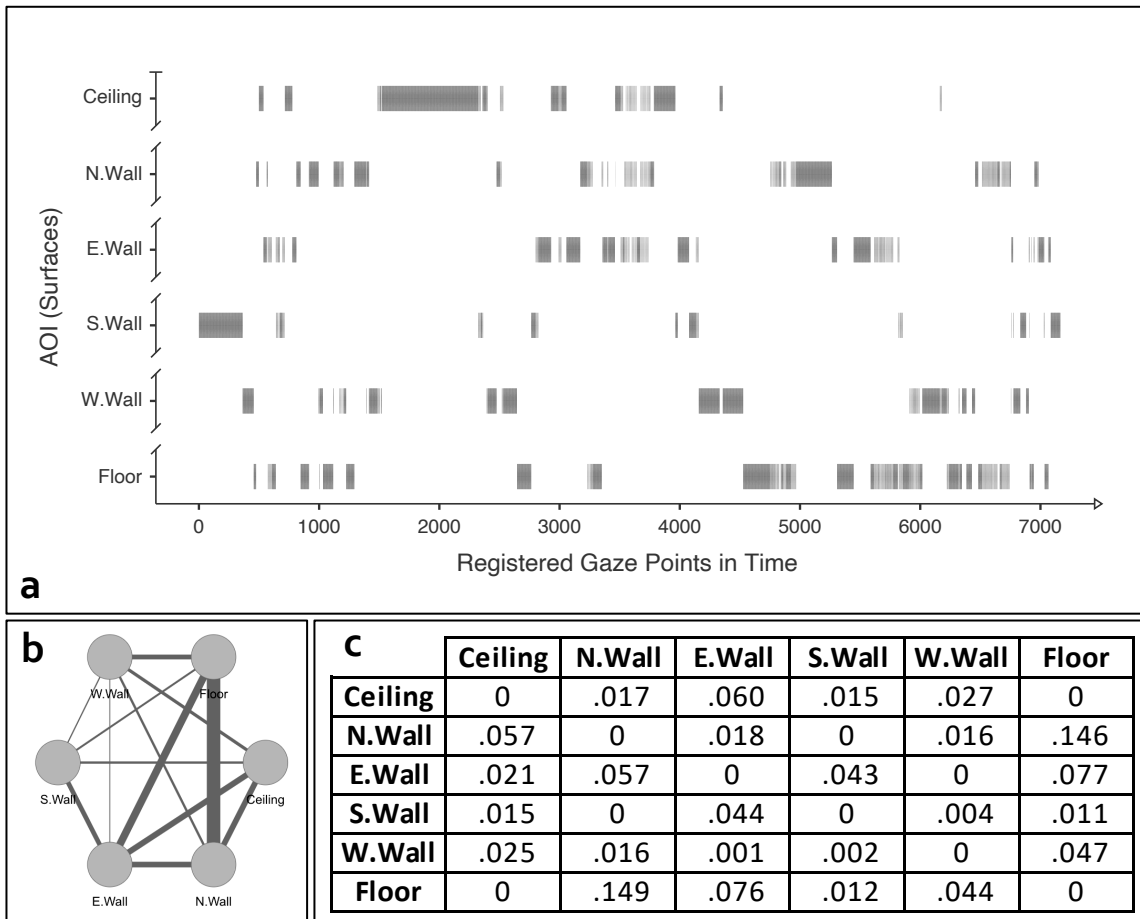 AOI (Surfaces)
Ceiling
N.Wall
E.Wall
S.Wall
W.Wall
Floor
0 1000 2000 3000 4000 5000 6000 7000
Registered Gaze Points in Time
a
b
W.Wall Floor
S.Wall Ceiling
E.Wall N.Wall
c
Ceiling N.Wall E.Wall S.Wall W.Wall Floor
Ceiling 0 .017 .060 .015 .027 0
N.Wall .057 0 .018 0 .016 .146
E.Wall .021 .057 0 .043 0 .077
S.Wall .015 0 .044 0 .004 .011
W.Wall .025 .016 .001 .002 0 .047
Floor 0 .149 .076 .012 .044 0